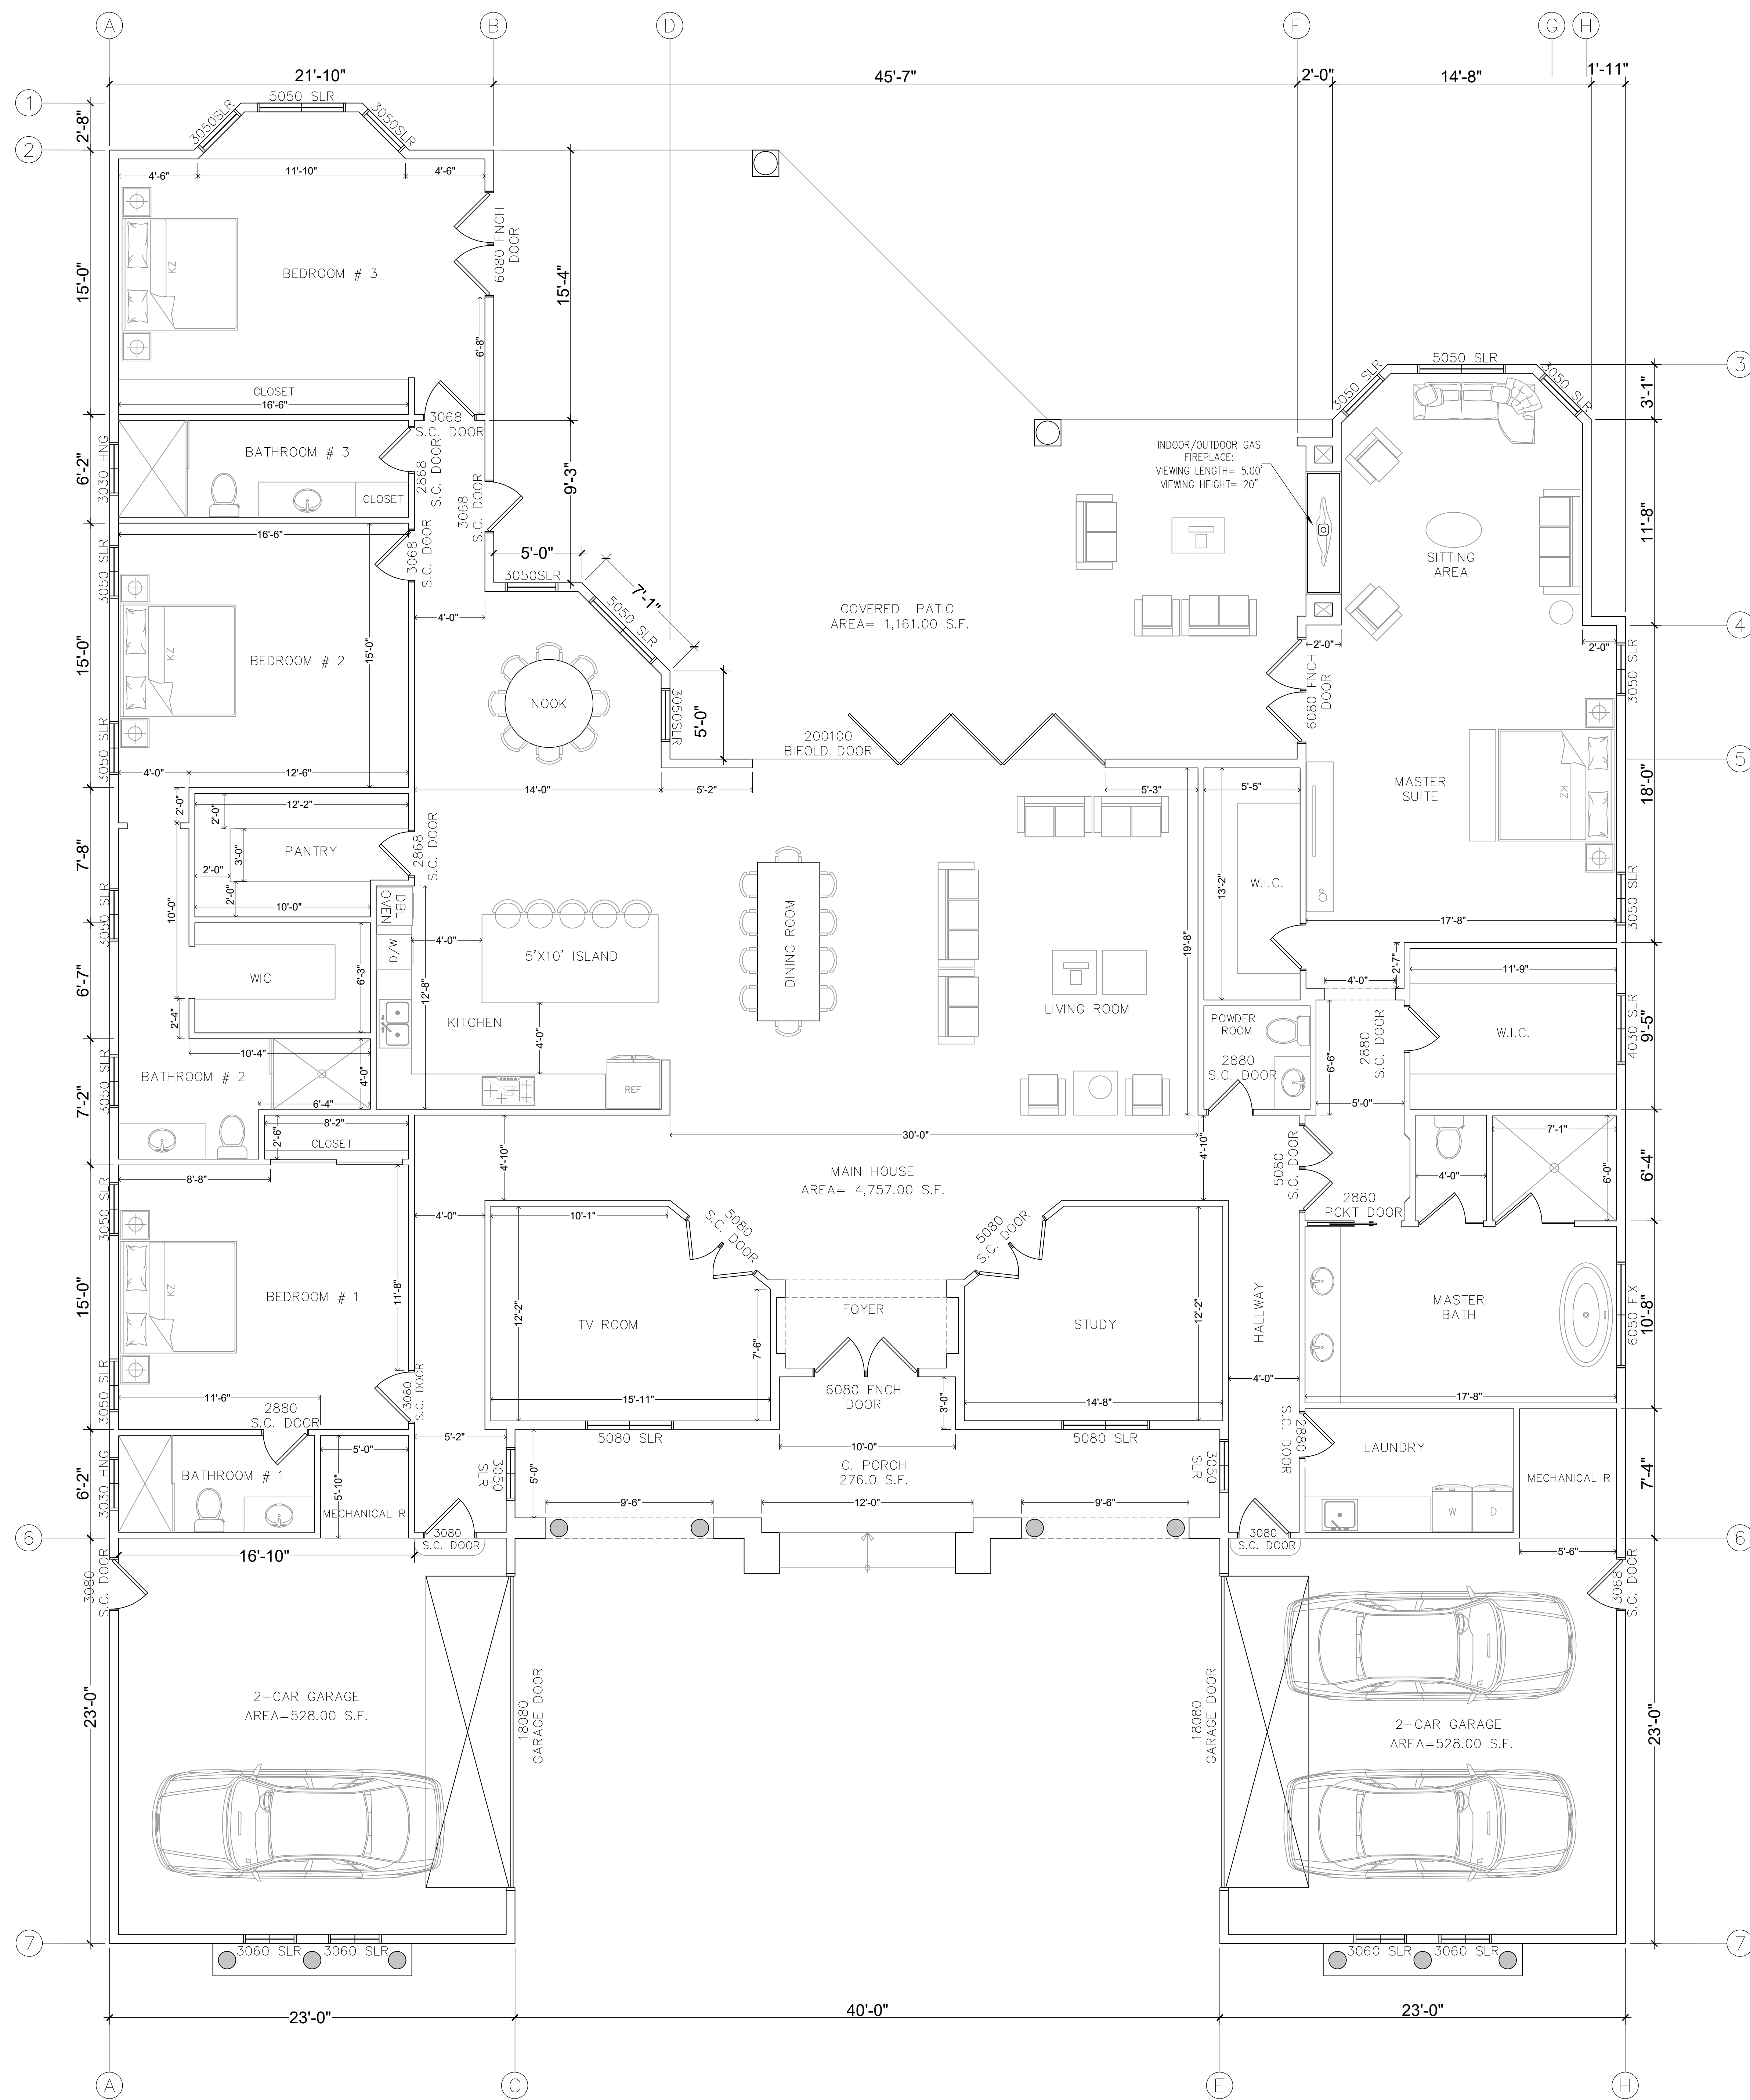 A
B
D
F
G
H
21'-10"
45'-7"
2'-0"
14'-8"
1'-11"
1
2'-8"
2
5050 SLR
3050SLR
3050SLR
4'-6"
11'-10"
4'-6"
15'-0"
KZ
BEDROOM # 3
6080 FNCH
DOOR
15'-4"
6'-8"
CLOSET
16'-6"
3068
S.C. DOOR
3
5050 SLR
3050 SLR
3050 SLR
3'-1"
3030 HNG
6'-2"
BATHROOM # 3
CLOSET
2868
S.C. DOOR
3068
S.C. DOOR
9'-3"
INDOOR/OUTDOOR GAS
FIREPLACE:
VIEWING LENGTH= 5.00'
VIEWING HEIGHT= 20"
11'-8"
SITTING
AREA
16'-6"
3068
S.C. DOOR
3050 SLR
5'-0"
3050SLR
7'-1"
5050 SLR
4'-0"
COVERED PATIO
AREA= 1,161.00 S.F.
4
2'-0"
2'-0"
15'-0"
KZ
BEDROOM # 2
15'-0"
NOOK
3050SLR
5'-0"
6080 FNCH
DOOR
3050 SLR
3050 SLR
200100
BIFOLD DOOR
5
4'-0"
12'-6"
14'-0"
5'-2"
5'-3"
5'-5"
MASTER
SUITE
KZ
18'-0"
2'-0"
12'-2"
2'-0"
7'-8"
PANTRY
3'-0"
2'-0"
2'-0"
10'-0"
2868
S.C. DOOR
3050 SLR
10'-0"
DBL
OVEN
D/W
4'-0"
5'X10' ISLAND
DINING ROOM
19'-8"
13'-2"
W.I.C.
17'-8"
3050 SLR
6'-7"
WIC
6'-3"
12'-8"
2'-4"
KITCHEN
4'-0"
LIVING ROOM
2'-7"
4'-0"
11'-9"
W.I.C.
4030 SLR
9'-5"
POWDER
ROOM
2880
S.C. DOOR
6'-6"
2880
S.C. DOOR
10'-4"
BATHROOM # 2
4'-0"
6'-4"
REF
3050 SLR
7'-2"
5'-0"
8'-2"
2'-6"
CLOSET
4'-10"
30'-0"
4'-10"
7'-1"
4'-0"
6'-0"
6'-4"
8'-8"
MAIN HOUSE
AREA= 4,757.00 S.F.
5080
S.C. DOOR
2880
PCKT DOOR
3050 SLR
4'-0"
10'-1"
5080
S.C. DOOR
5080
S.C. DOOR
15'-0"
KZ
BEDROOM # 1
11'-8"
12'-2"
TV ROOM
7'-6"
FOYER
STUDY
12'-2"
HALLWAY
MASTER
BATH
6050 FIX
10'-8"
3050 SLR
11'-6"
2880
S.C. DOOR
3080
S.C. DOOR
15'-11"
6080 FNCH
DOOR
3'-0"
14'-8"
4'-0"
17'-8"
5'-2"
5080 SLR
10'-0"
5080 SLR
2880
S.C. DOOR
3030 HNG
6'-2"
BATHROOM # 1
5'-0"
5'-10"
MECHANICAL R
3050
SLR
5'-0"
C. PORCH
276.0 S.F.
3050
SLR
LAUNDRY
W
D
MECHANICAL R
7'-4"
9'-6"
12'-0"
9'-6"
6
3080
S.C. DOOR
3080
S.C. DOOR
6
16'-10"
5'-6"
3080
S.C. DOOR
3068
S.C. DOOR
23'-0"
2-CAR GARAGE
AREA=528.00 S.F.
18080
GARAGE DOOR
18080
GARAGE DOOR
2-CAR GARAGE
AREA=528.00 S.F.
23'-0"
7
3060 SLR
3060 SLR
3060 SLR
3060 SLR
7
23'-0"
40'-0"
23'-0"
A
C
E
H